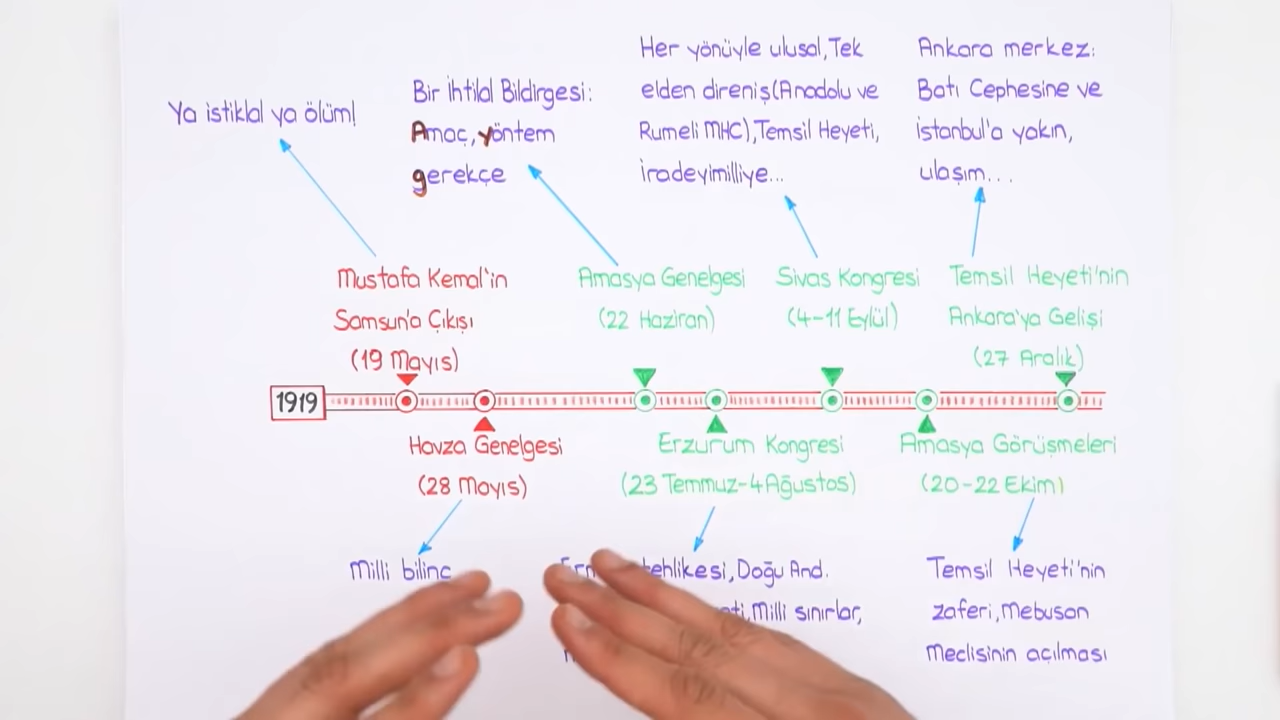 Ya istiklal ya ölüm!
Bir İhtilal Bildirgesi:
Amaç, yöntem
gerekçe
Her yönüyle ulusal, Tek
elden direniş(Anadolu ve
Rumeli MHC), Temsil Heyeti,
iradeyimilliye...
Ankara merkez:
Batı Cephesine ve
İstanbul'a yakın,
ulaşım...
Mustafa Kemal'in
Samsun'a Çıkışı
(19 Mayıs)
Amasya Genelgesi
(22 Haziran)
Sivas Kongresi
(4-11 Eylül)
Temsil Heyeti'nin
Ankara'ya Gelişi
(27 Aralık)
1919
Havza Genelgesi
(28 Mayıs)
Erzurum Kongresi
(23 Temmuz-4 Ağustos)
Amasya Görüşmeleri
(20-22 Ekim)
Milli bilinç
tehlikesi, Doğu And.
Milli sınırlar,
Temsil Heyeti'nin
zaferi, Mebusan
Meclisinin açılması